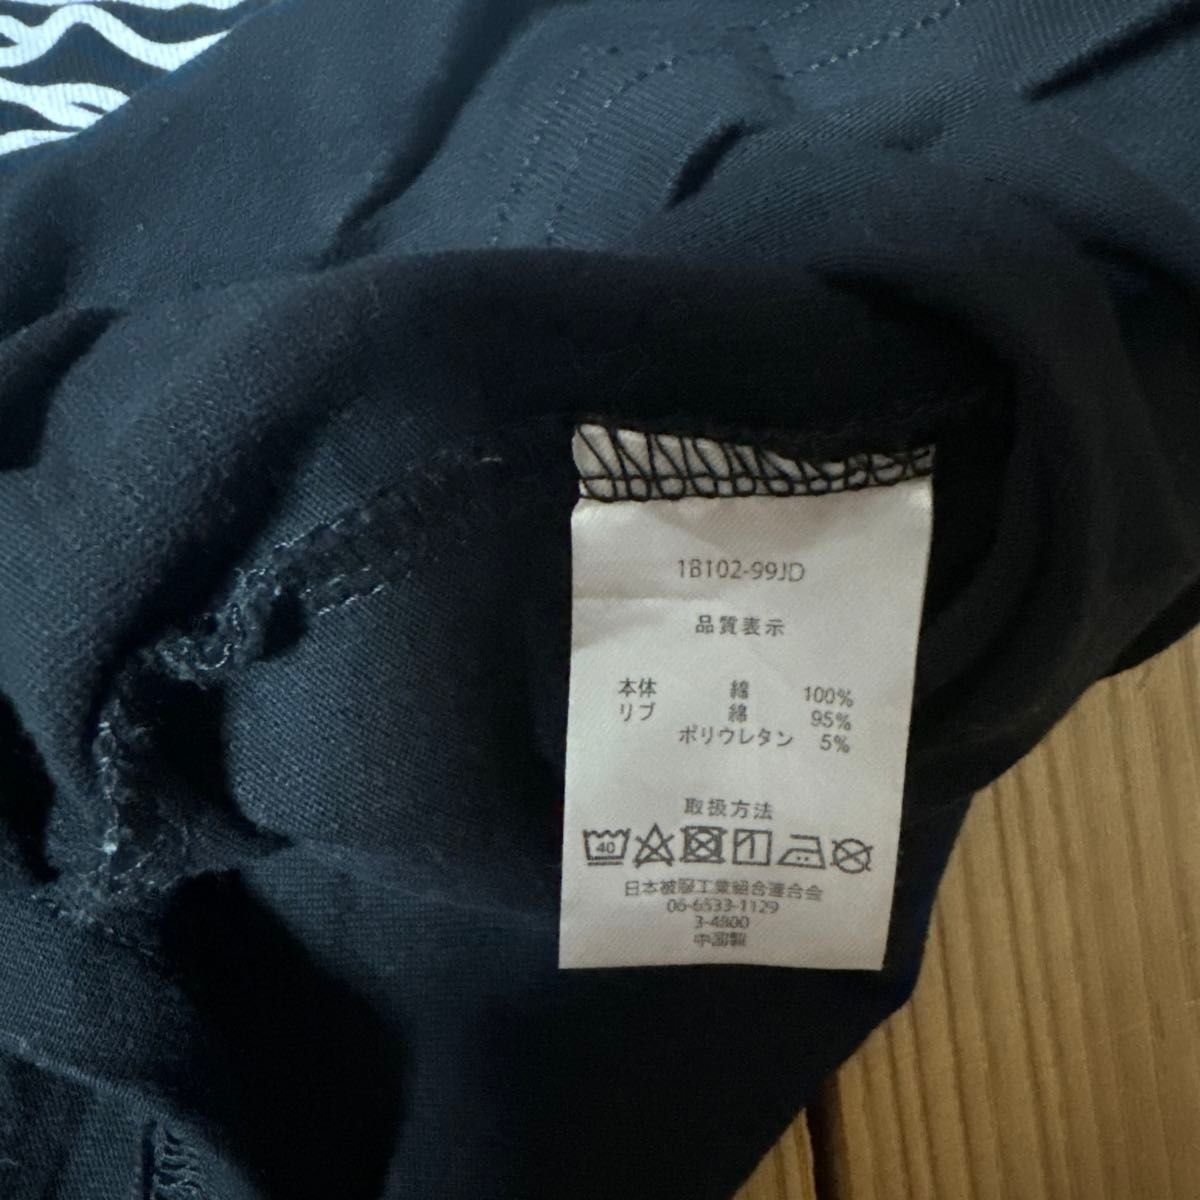 1B102-99JD
品質表示
本体 綿 100%
リブ 綿 95%
ポリウレタン 5%
取扱方法
40
日本被服工業組合連合会
06-6533-1129
3-4800
中国製